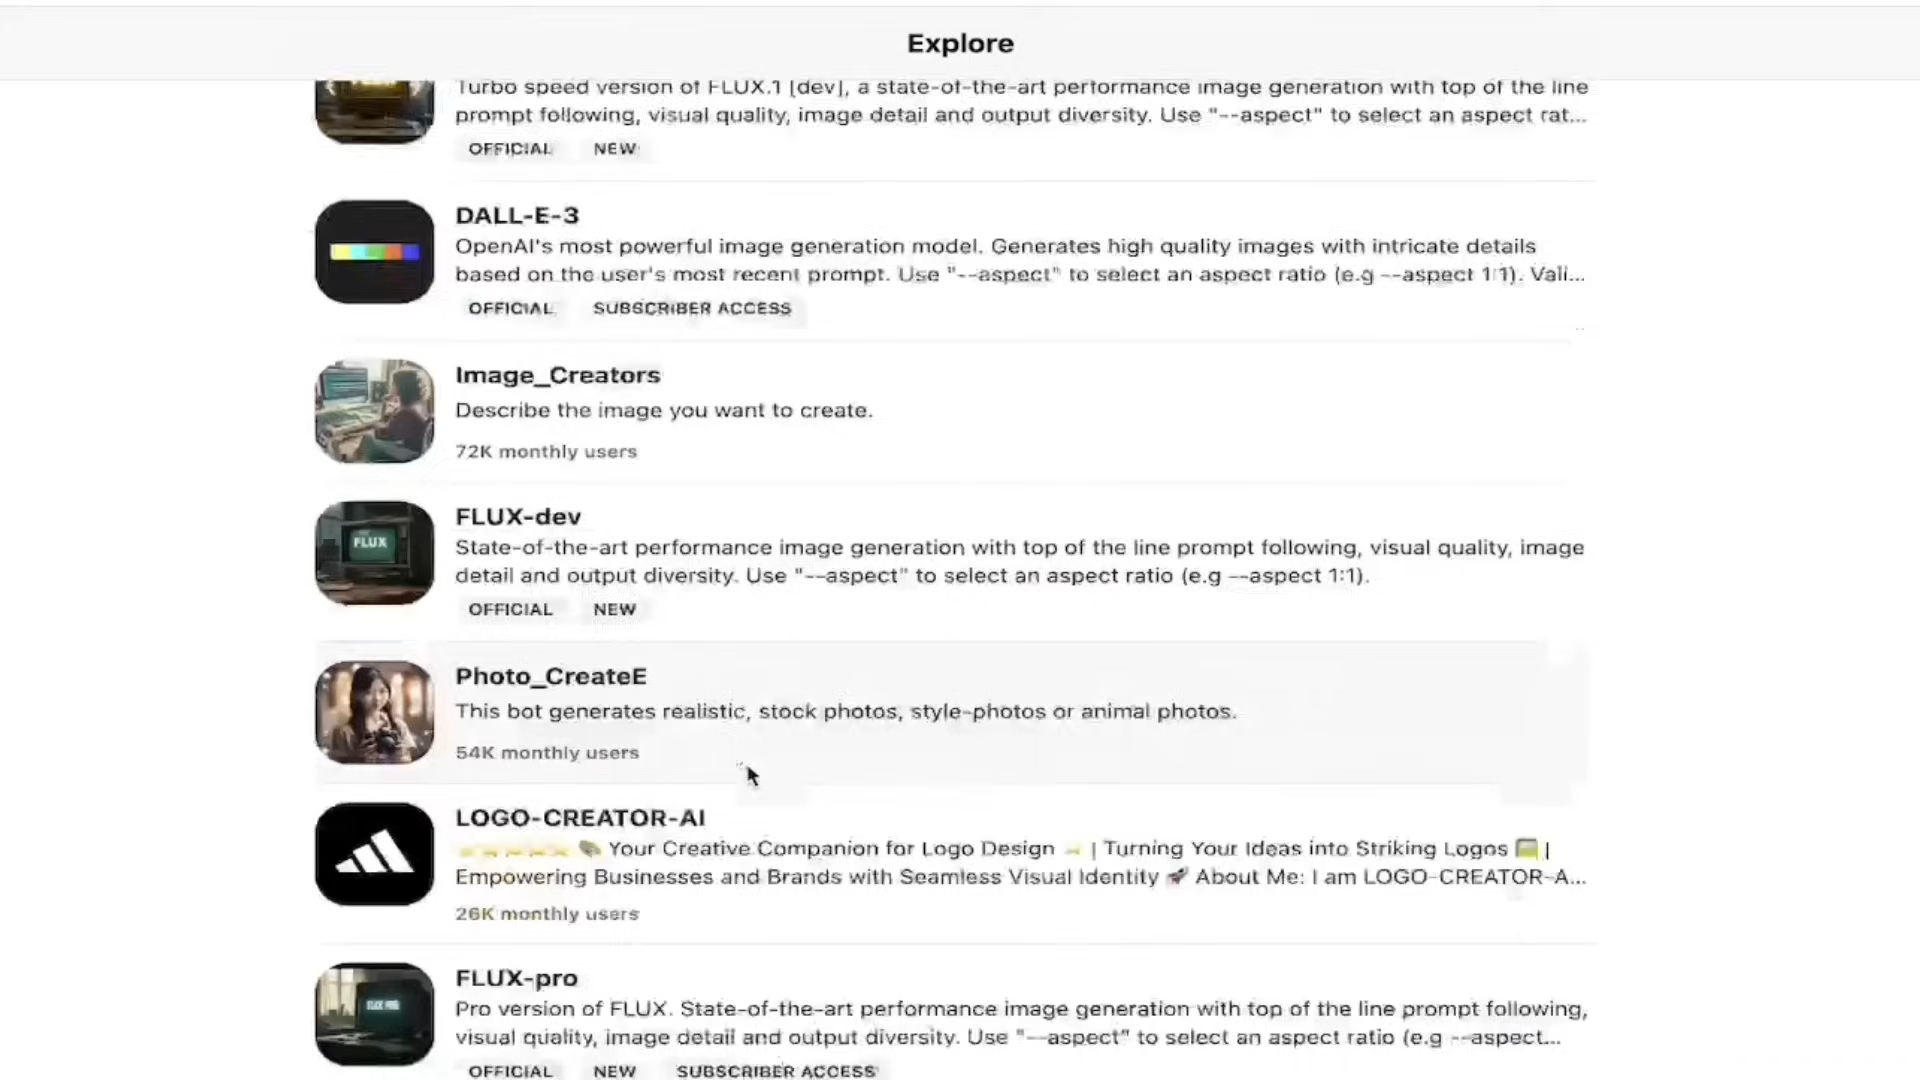 Explore
Turbo speed version of FLUX.1 [dev], a state-of-the-art performance image generation with top of the line
prompt following, visual quality, image detail and output diversity. Use "--aspect" to select an aspect rat...
OFFICIAL NEW
DALL-E-3
OpenAI's most powerful image generation model. Generates high quality images with intricate details
based on the user's most recent prompt. Use "--aspect" to select an aspect ratio (e.g --aspect 1:1). Vali...
OFFICIAL SUBSCRIBER ACCESS
Image_Creators
Describe the image you want to create.
72K monthly users
FLUX
FLUX-dev
State-of-the-art performance image generation with top of the line prompt following, visual quality, image
detail and output diversity. Use "--aspect" to select an aspect ratio (e.g --aspect 1:1).
OFFICIAL NEW
Photo_CreateE
This bot generates realistic, stock photos, style-photos or animal photos.
54K monthly users
LOGO-CREATOR-AI
Your Creative Companion for Logo Design | Turning Your Ideas into Striking Logos |
Empowering Businesses and Brands with Seamless Visual Identity 🚀 About Me: I am LOGO-CREATOR-A...
26K monthly users
FLUX PRO
FLUX-pro
Pro version of FLUX. State-of-the-art performance image generation with top of the line prompt following,
visual quality, image detail and output diversity. Use "--aspect" to select an aspect ratio (e.g --aspect...
OFFICIAL NEW SUBSCRIBER ACCESS